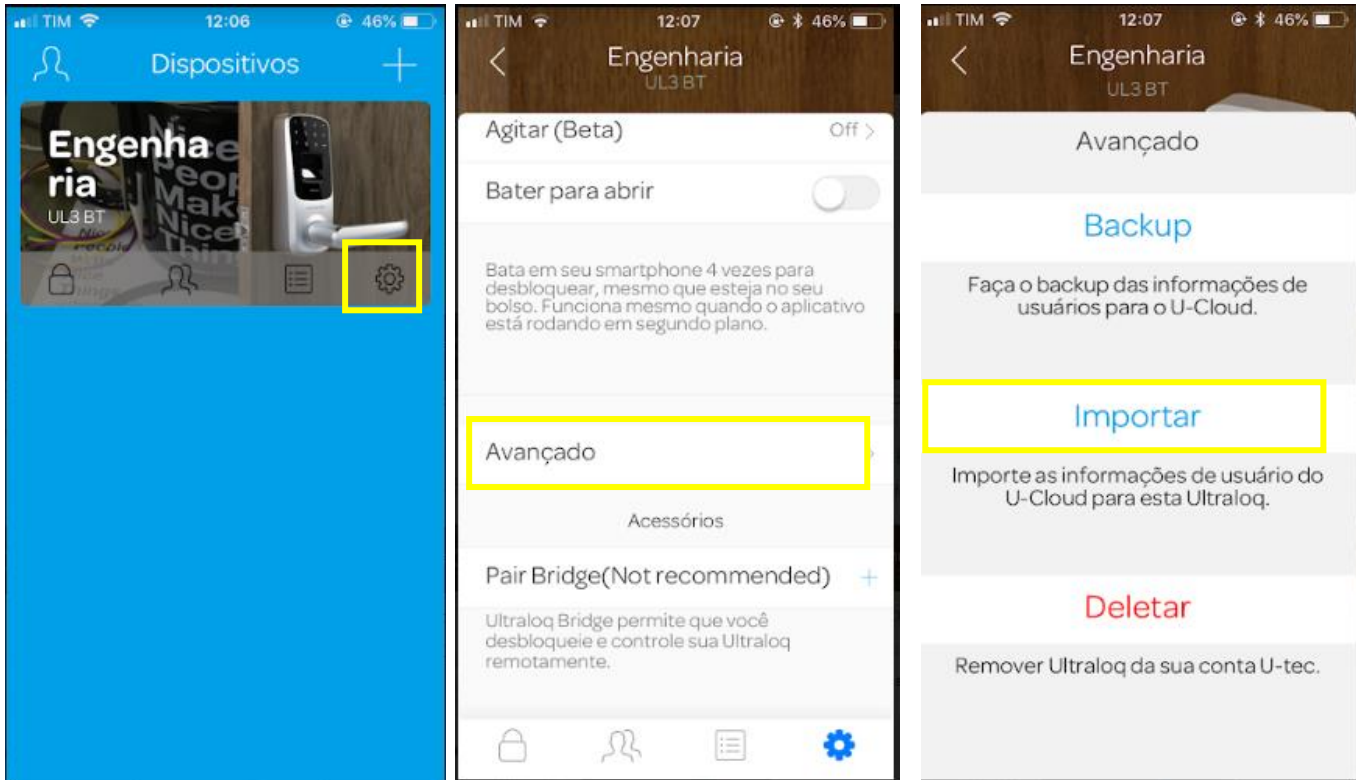 TIM 12:06 46%
Dispositivos
Engenha
ria
UL3 BT
Nice
People
Make
Nice
Things
TIM 12:07 46%
Engenharia
UL3 BT
Agitar (Beta) Off
Bater para abrir
Bata em seu smartphone 4 vezes para
desbloquear, mesmo que esteja no seu
bolso. Funciona mesmo quando o aplicativo
está rodando em segundo plano.
Avançado
Acessórios
Pair Bridge(Not recommended)
Ultraloq Bridge permite que você
desbloqueie e controle sua Ultraloq
remotamente.
TIM 12:07 46%
Engenharia
UL3 BT
Avançado
Backup
Faça o backup das informações de
usuários para o U-Cloud.
Importar
Importe as informações de usuário do
U-Cloud para esta Ultraloq.
Deletar
Remover Ultraloq da sua conta U-tec.